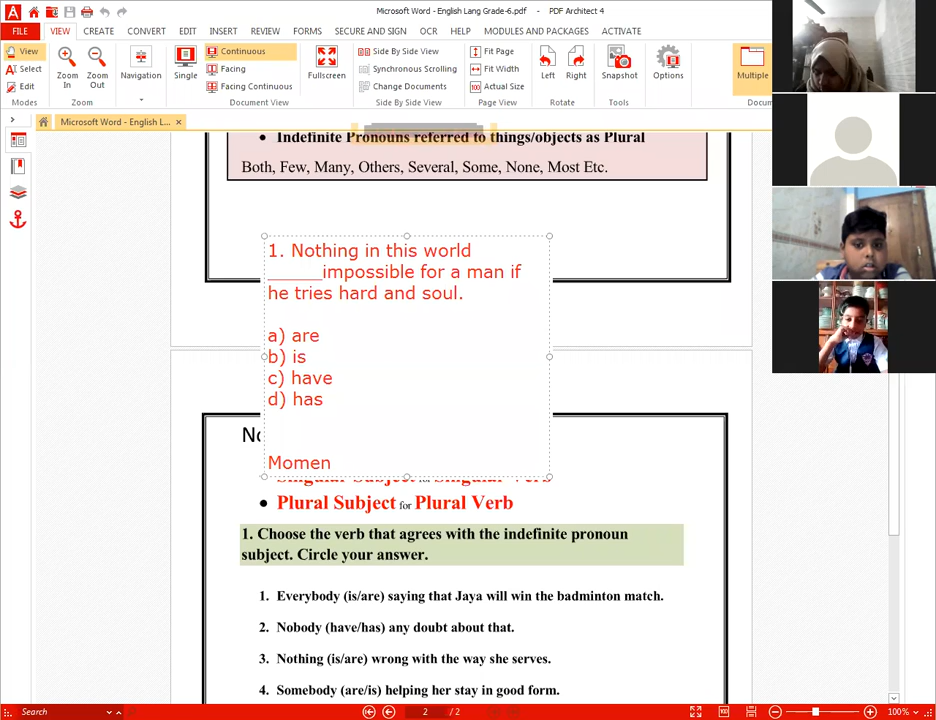 Microsoft Word - English Lang Grade-6.pdf - PDF Architect 4
FILE VIEW CREATE CONVERT EDIT INSERT REVIEW FORMS SECURE AND SIGN OCR HELP MODULES AND PACKAGES ACTIVATE
View
Select
Edit
Modes
Zoom In
Zoom Out
Zoom
Navigation
Single
Continuous
Facing
Facing Continuous
Document View
Fullscreen
Side By Side View
Synchronous Scrolling
Change Documents
Side By Side View
Fit Page
Fit Width
Actual Size
Page View
Left
Right
Rotate
Snapshot
Tools
Options
Multiple
Docum
Microsoft Word - English L...
• Indefinite Pronouns referred to things/objects as Plural
Both, Few, Many, Others, Several, Some, None, Most Etc.
1. Nothing in this world
______impossible for a man if
he tries hard and soul.
a) are
b) is
c) have
d) has
Momen
No
Singular Subject for Singular Verb
• Plural Subject for Plural Verb
1. Choose the verb that agrees with the indefinite pronoun
subject. Circle your answer.
1. Everybody (is/are) saying that Jaya will win the badminton match.
2. Nobody (have/has) any doubt about that.
3. Nothing (is/are) wrong with the way she serves.
4. Somebody (are/is) helping her stay in good form.
Search
2 / 2
100%